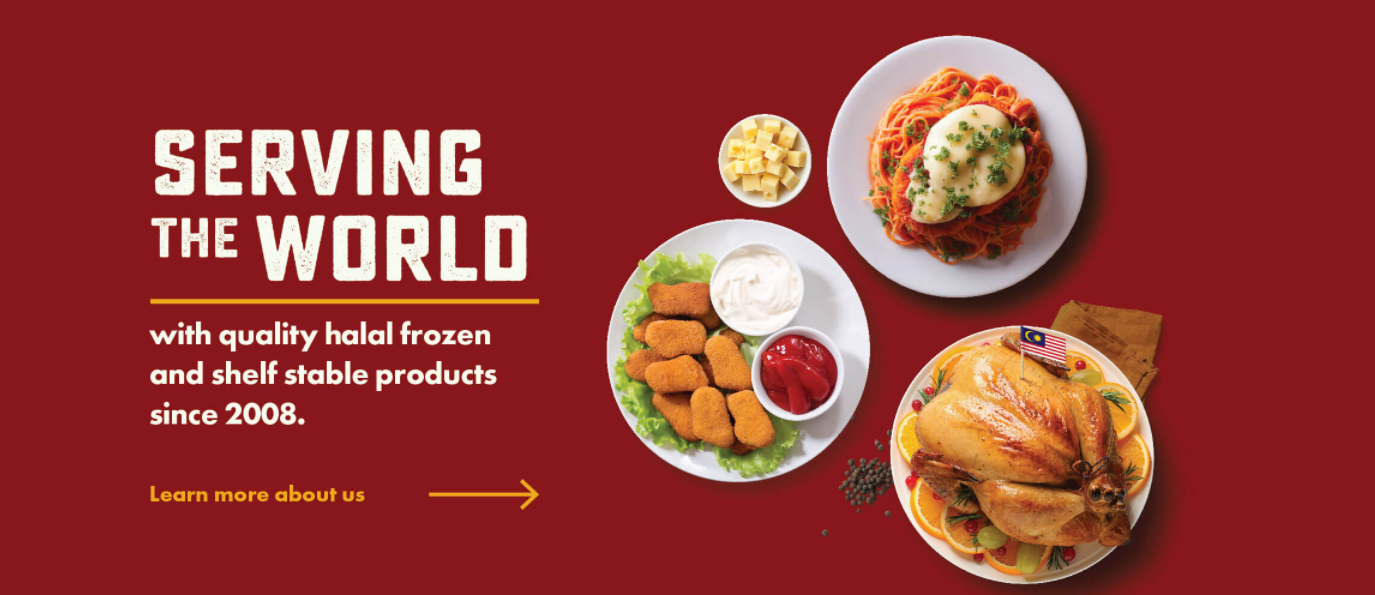 SERVING
THE WORLD
with quality halal frozen
and shelf stable products
since 2008.
Learn more about us